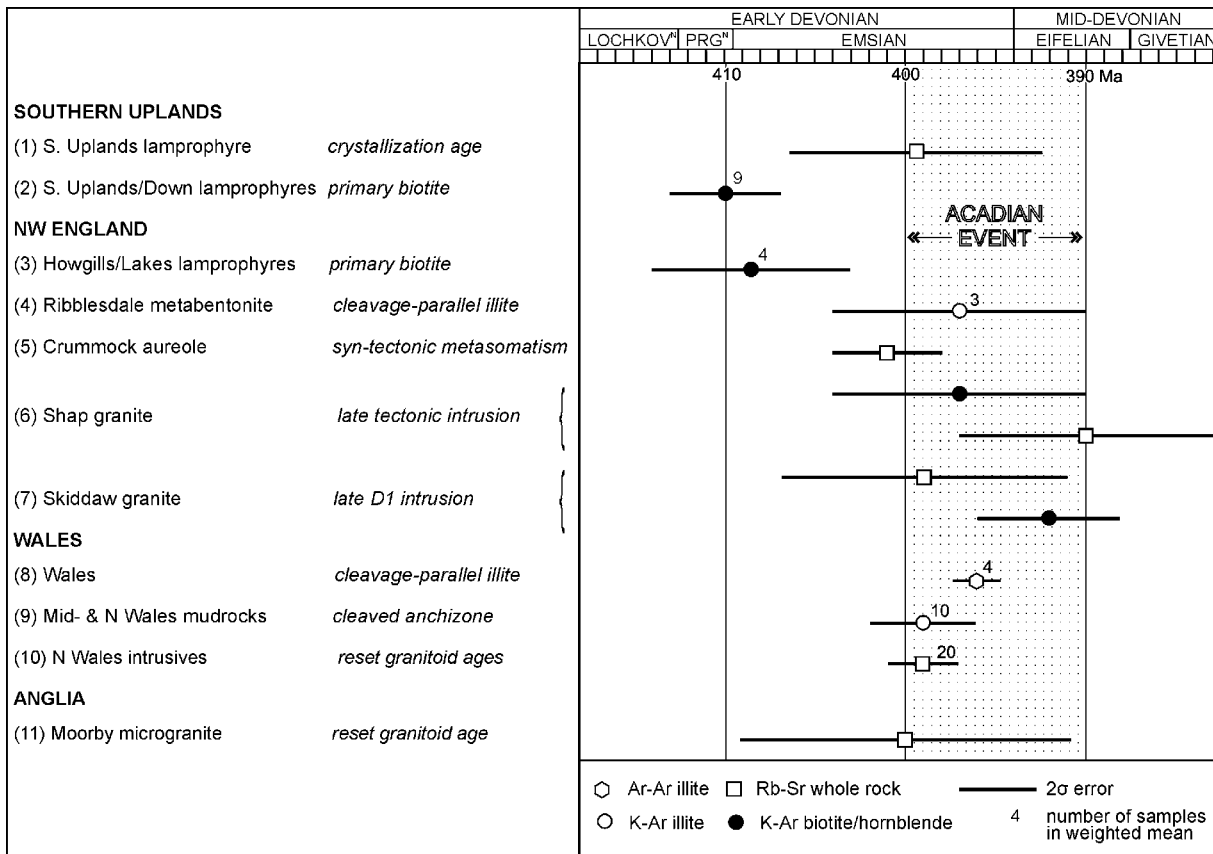 EARLY DEVONIAN MID-DEVONIAN
LOCHKOVᴺ PRGᴺ EMSIAN EIFELIAN GIVETIAN
410 400 390 Ma
SOUTHERN UPLANDS
(1) S. Uplands lamprophyre crystallization age
(2) S. Uplands/Down lamprophyres primary biotite 9
ACADIAN
EVENT
NW ENGLAND
(3) Howgills/Lakes lamprophyres primary biotite 4
(4) Ribblesdale metabentonite cleavage-parallel illite 3
(5) Crummock aureole syn-tectonic metasomatism
(6) Shap granite late tectonic intrusion
(7) Skiddaw granite late D1 intrusion
WALES
(8) Wales cleavage-parallel illite 4
(9) Mid- & N Wales mudrocks cleaved anchizone 10
(10) N Wales intrusives reset granitoid ages 20
ANGLIA
(11) Moorby microgranite reset granitoid age
Ar-Ar illite Rb-Sr whole rock 2σ error
K-Ar illite K-Ar biotite/hornblende 4 number of samples
in weighted mean